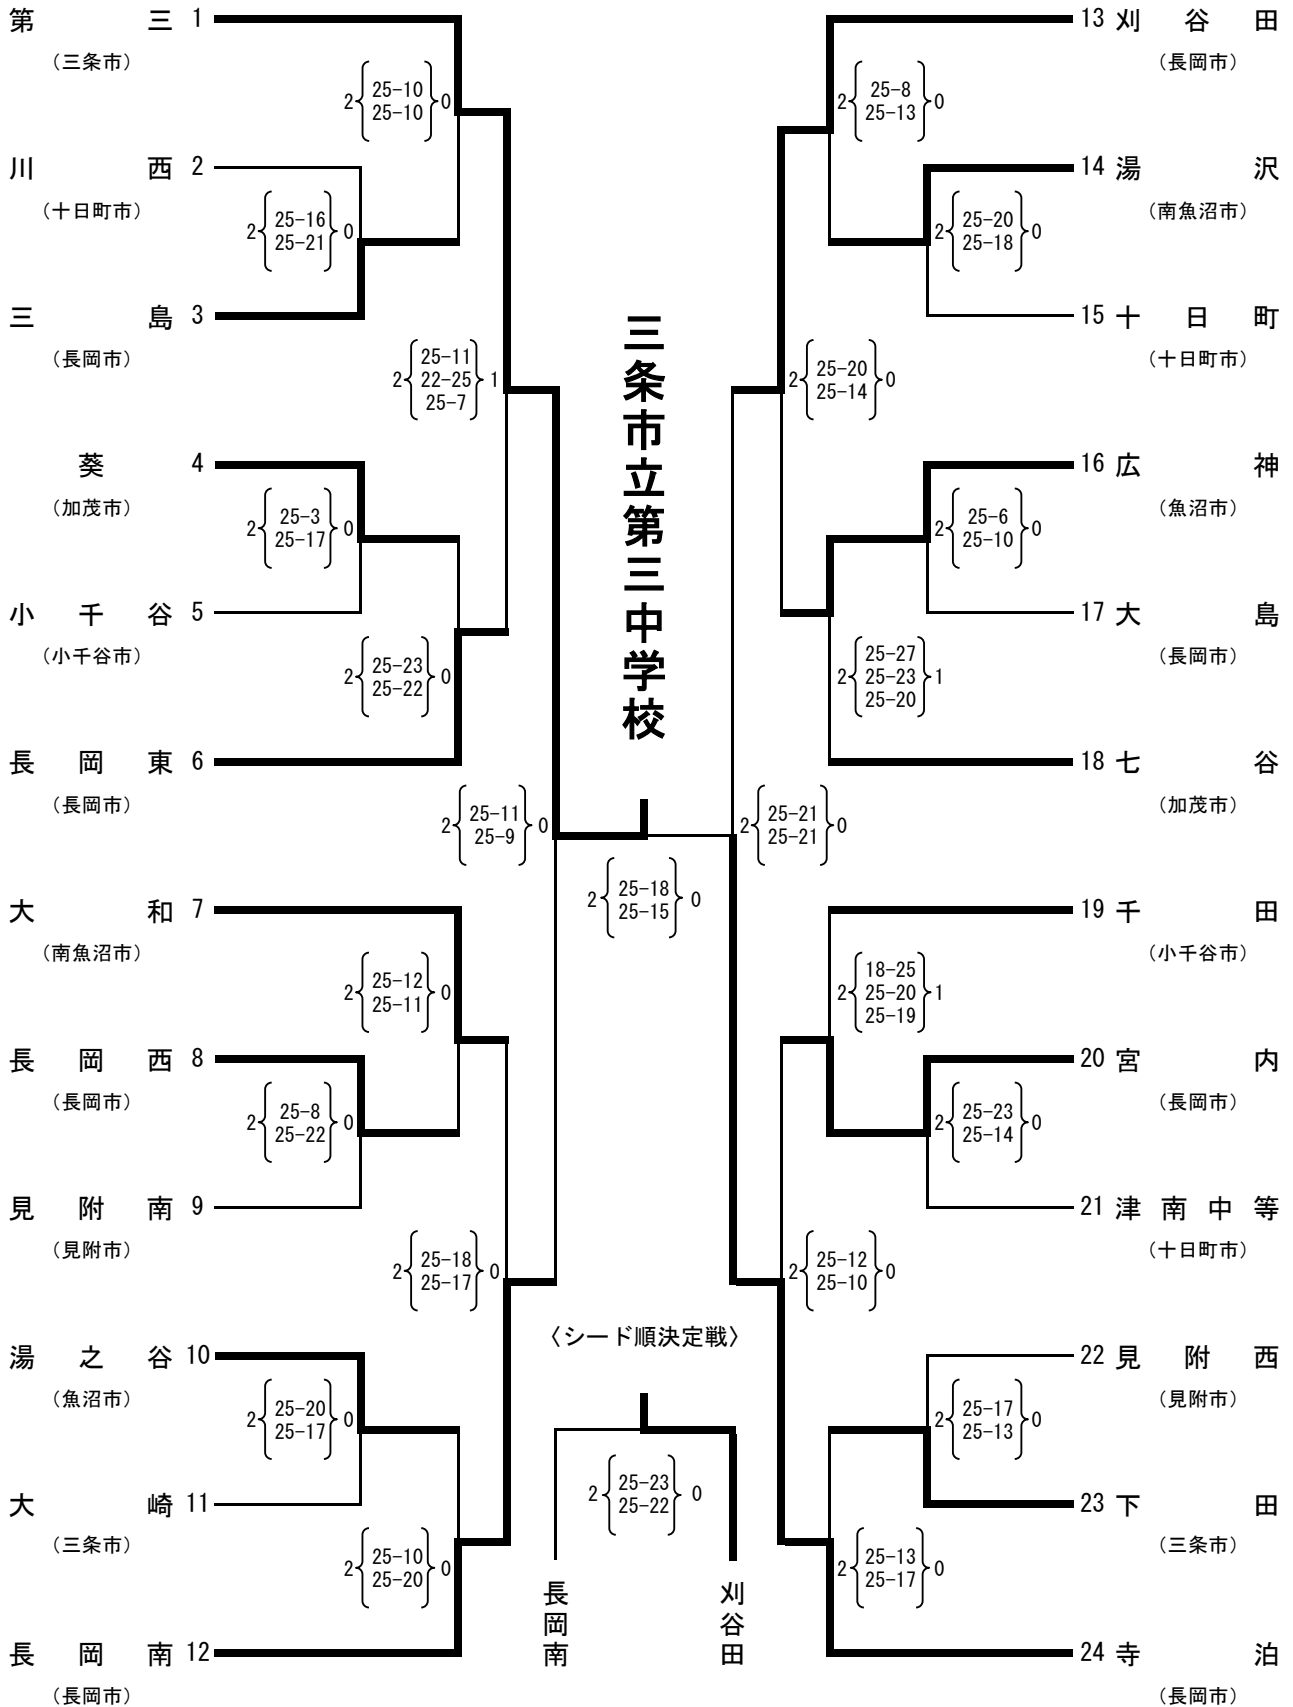 第三 1
（三条市）
2 25-10 0
25-10
川西 2
（十日町市）
2 25-16 0
25-21
三島 3
（長岡市）
25-11
2 22-25 1
25-7
葵 4
（加茂市）
2 25-3 0
25-17
小千谷 5
（小千谷市）
2 25-23 0
25-22
長岡東 6
（長岡市）
2 25-11 0
25-9
大和 7
（南魚沼市）
2 25-12 0
25-11
長岡西 8
（長岡市）
2 25-8 0
25-22
見附南 9
（見附市）
2 25-18 0
25-17
湯之谷 10
（魚沼市）
2 25-20 0
25-17
大崎 11
（三条市）
2 25-10 0
25-20
長岡南 12
（長岡市）
三条市立第三中学校
2 25-18 0
25-15
〈シード順決定戦〉
2 25-23 0
25-22
長岡南
刈谷田
13 刈谷田
（長岡市）
2 25-8 0
25-13
14 湯沢
（南魚沼市）
2 25-20 0
25-18
15 十日町
（十日町市）
2 25-20 0
25-14
16 広神
（魚沼市）
2 25-6 0
25-10
17 大島
（長岡市）
25-27
2 25-23 1
25-20
18 七谷
（加茂市）
2 25-21 0
25-21
19 千田
（小千谷市）
18-25
2 25-20 1
25-19
20 宮内
（長岡市）
2 25-23 0
25-14
21 津南中等
（十日町市）
2 25-12 0
25-10
22 見附西
（見附市）
2 25-17 0
25-13
23 下田
（三条市）
2 25-13 0
25-17
24 寺泊
（長岡市）